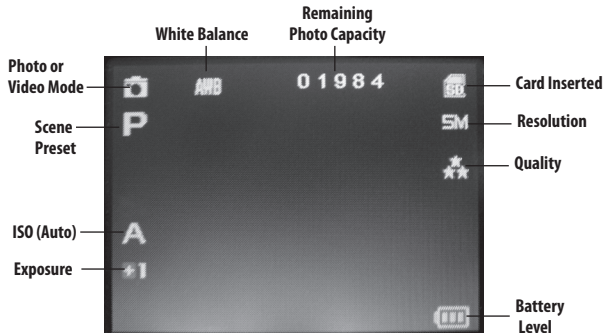 Remaining
White Balance
Photo Capacity
Photo or
Video Mode
AWB
01984
SD
Card Inserted
P
Scene
Preset
5M
Resolution
Quality
ISO (Auto)
A
Exposure
+1
Battery
Level